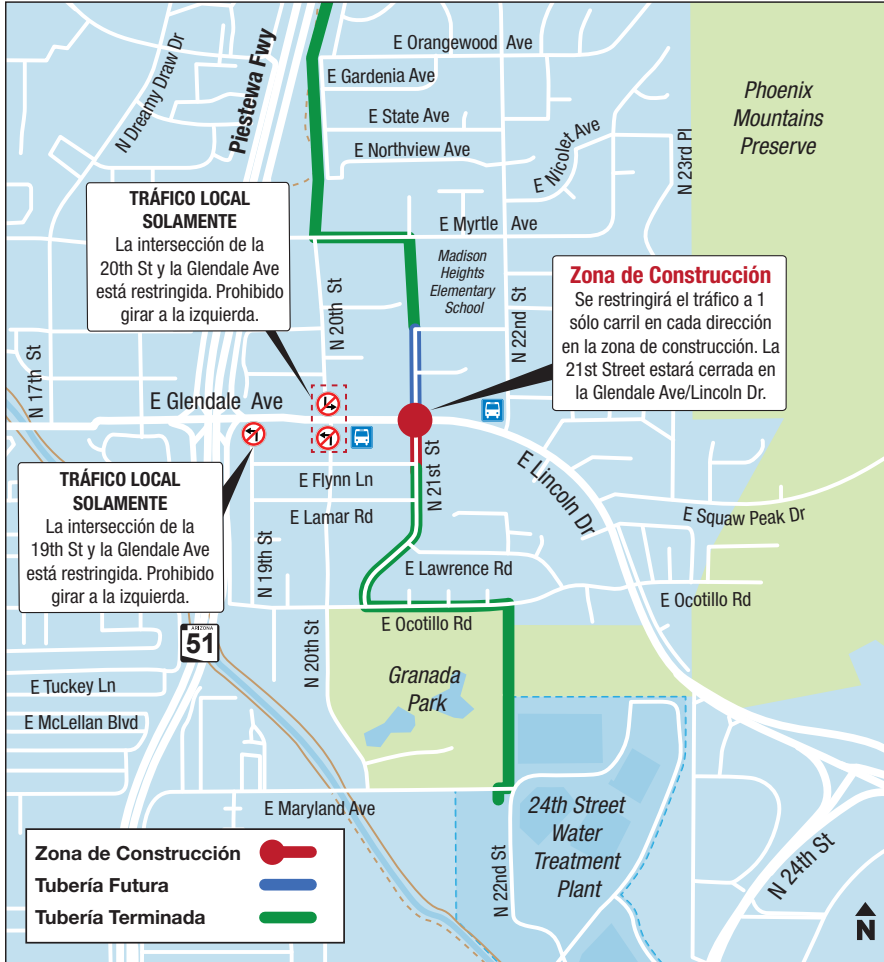 E Orangewood Ave
E Gardenia Ave
N Dreamy Draw Dr
Piestewa Fwy
E State Ave
E Northview Ave
E Nicolet Ave
N 23rd Pl
Phoenix
Mountains
Preserve
TRÁFICO LOCAL
SOLAMENTE
La intersección de la
20th St y la Glendale Ave
está restringida. Prohibido
girar a la izquierda.
E Myrtle Ave
Madison
Heights
Elementary
School
N 20th St
N 22nd St
Zona de Construcción
Se restringirá el tráfico a 1
sólo carril en cada dirección
en la zona de construcción. La
21st Street estará cerrada en
la Glendale Ave/Lincoln Dr.
N 17th St
E Glendale Ave
N 21st St
E Lincoln Dr
TRÁFICO LOCAL
SOLAMENTE
La intersección de la
19th St y la Glendale Ave
está restringida. Prohibido
girar a la izquierda.
E Flynn Ln
E Lamar Rd
N 19th St
E Squaw Peak Dr
E Lawrence Rd
E Ocotillo Rd
E Ocotillo Rd
ARIZONA
51
N 20th St
Granada
Park
E Tuckey Ln
E McLellan Blvd
E Maryland Ave
24th Street
Water
Treatment
Plant
N 22nd St
N 24th St
Zona de Construcción
Tubería Futura
Tubería Terminada
N